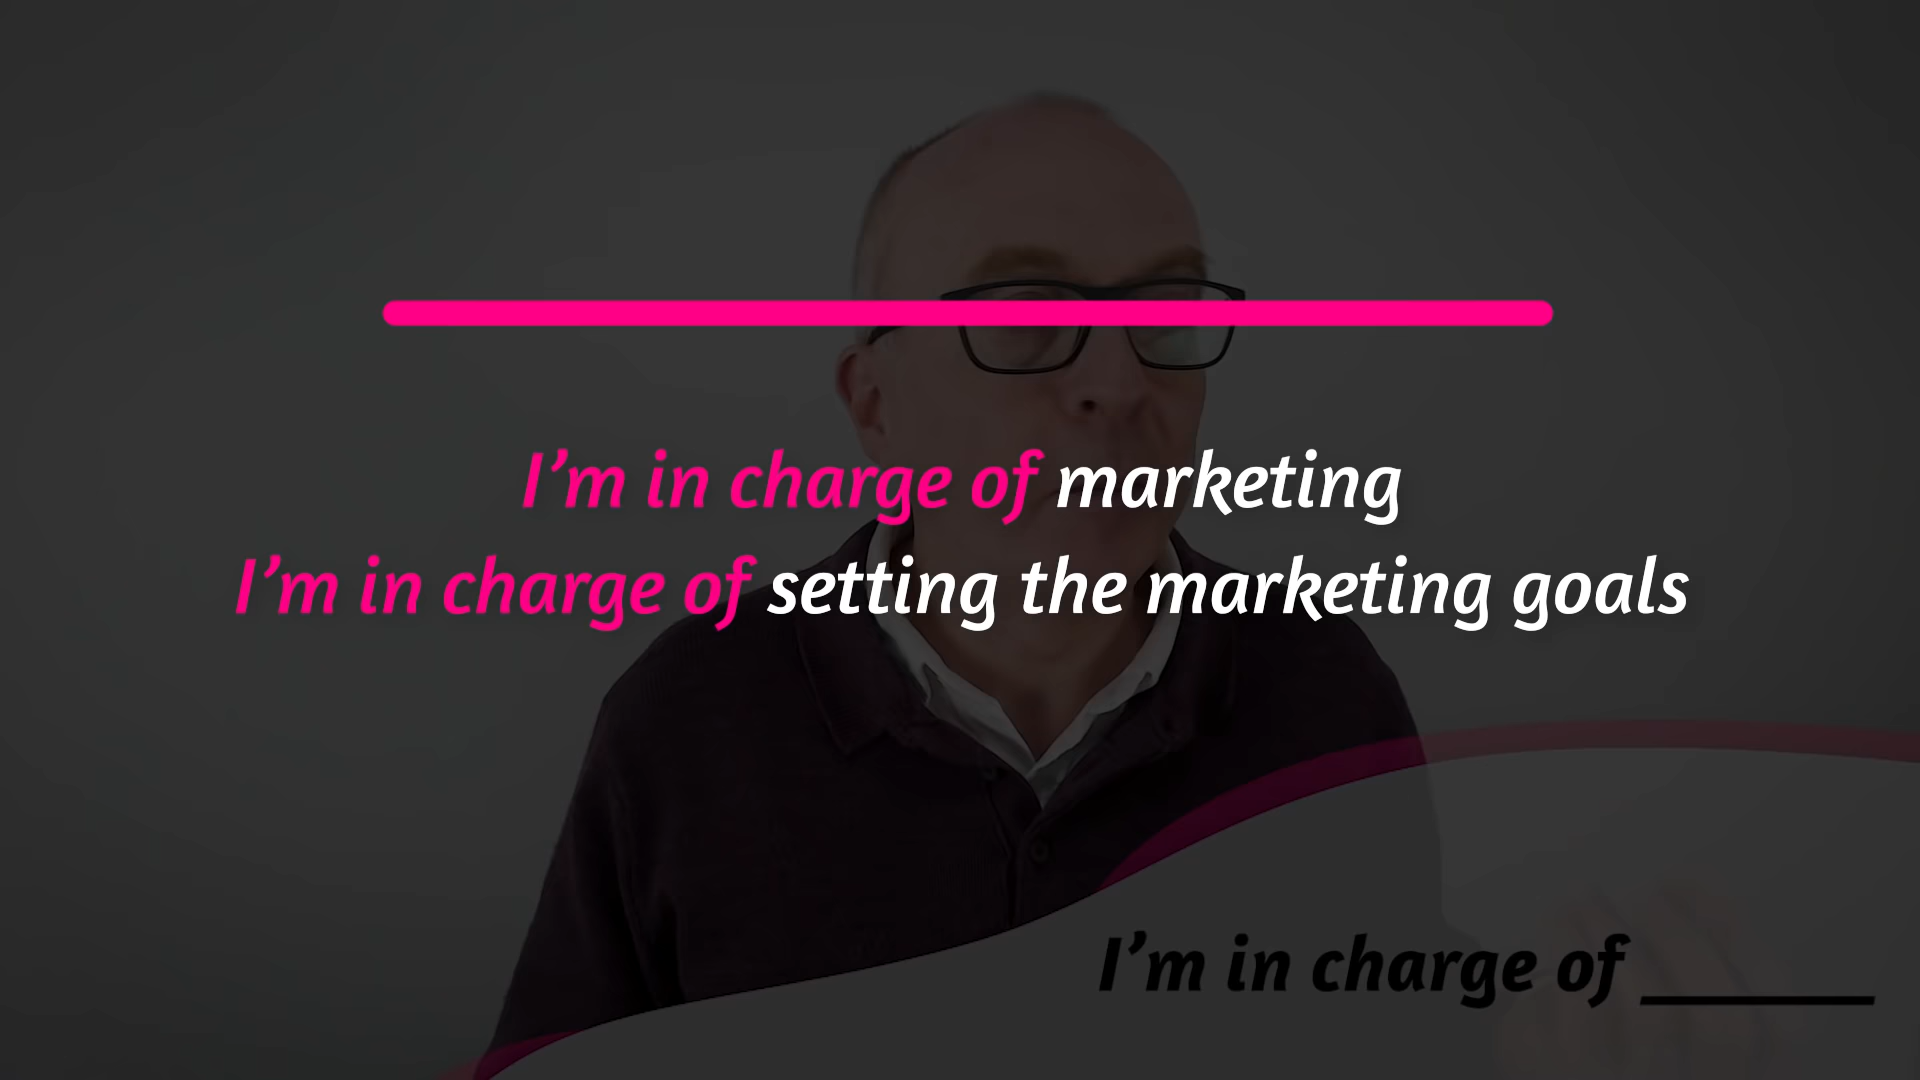 I’m in charge of marketing
I’m in charge of setting the marketing goals
I’m in charge of ______